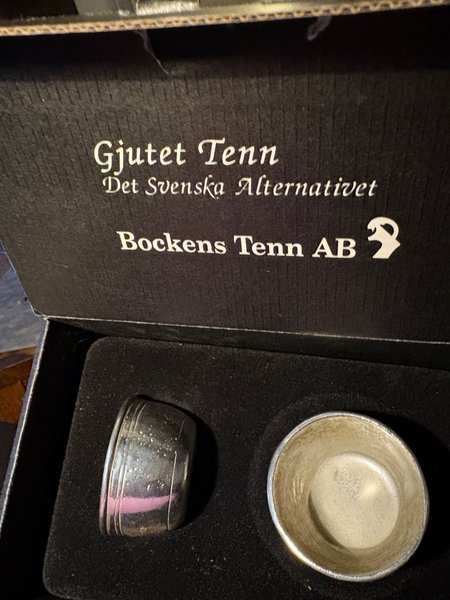 Gjutet Tenn
Det Svenska Alternativet
Bockens Tenn AB